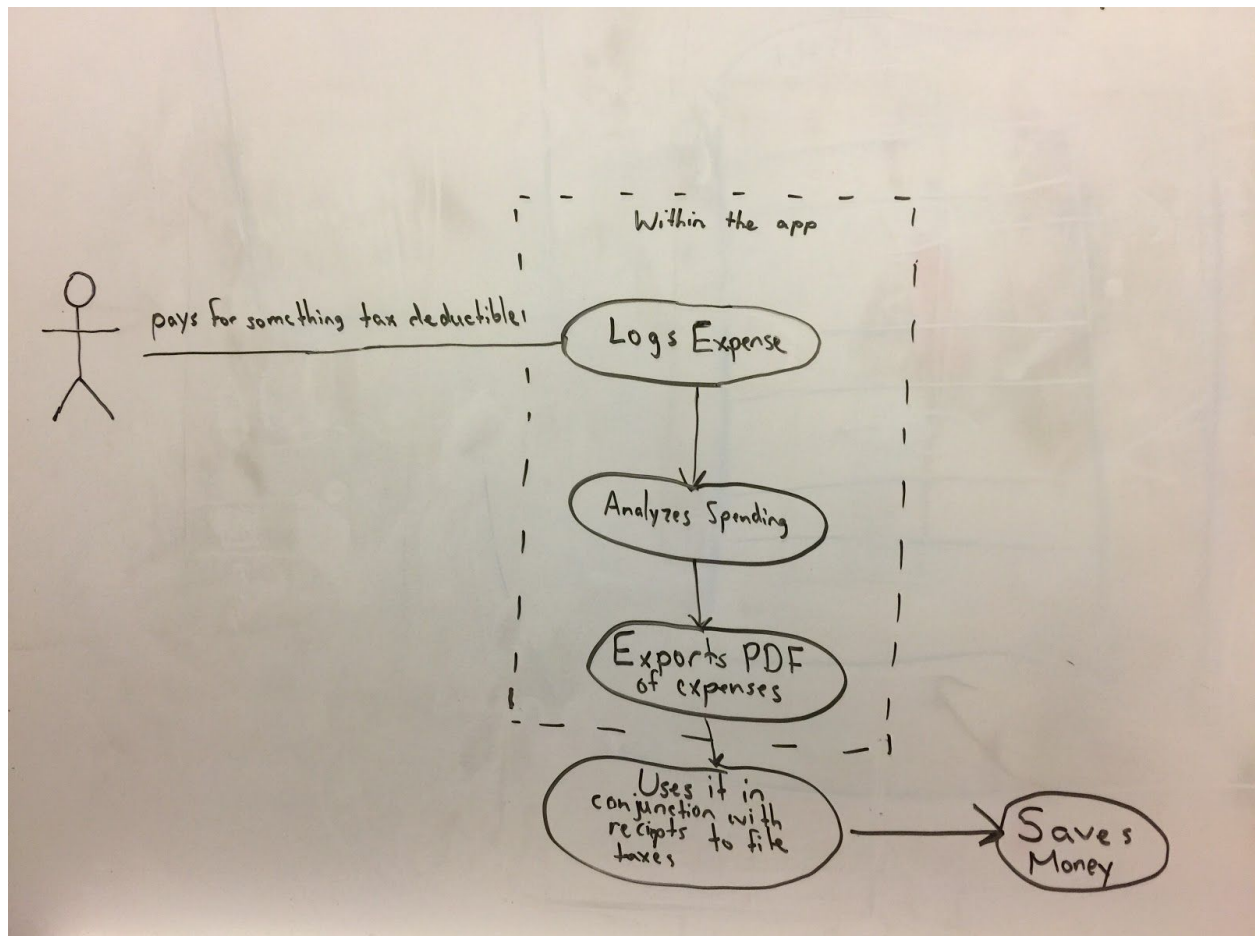 Within the app
pays for something tax deductible
Logs Expense
Analyzes Spending
Exports PDF
of expenses
Uses it in
conjunction with
reciepts to file
taxes
Saves
Money